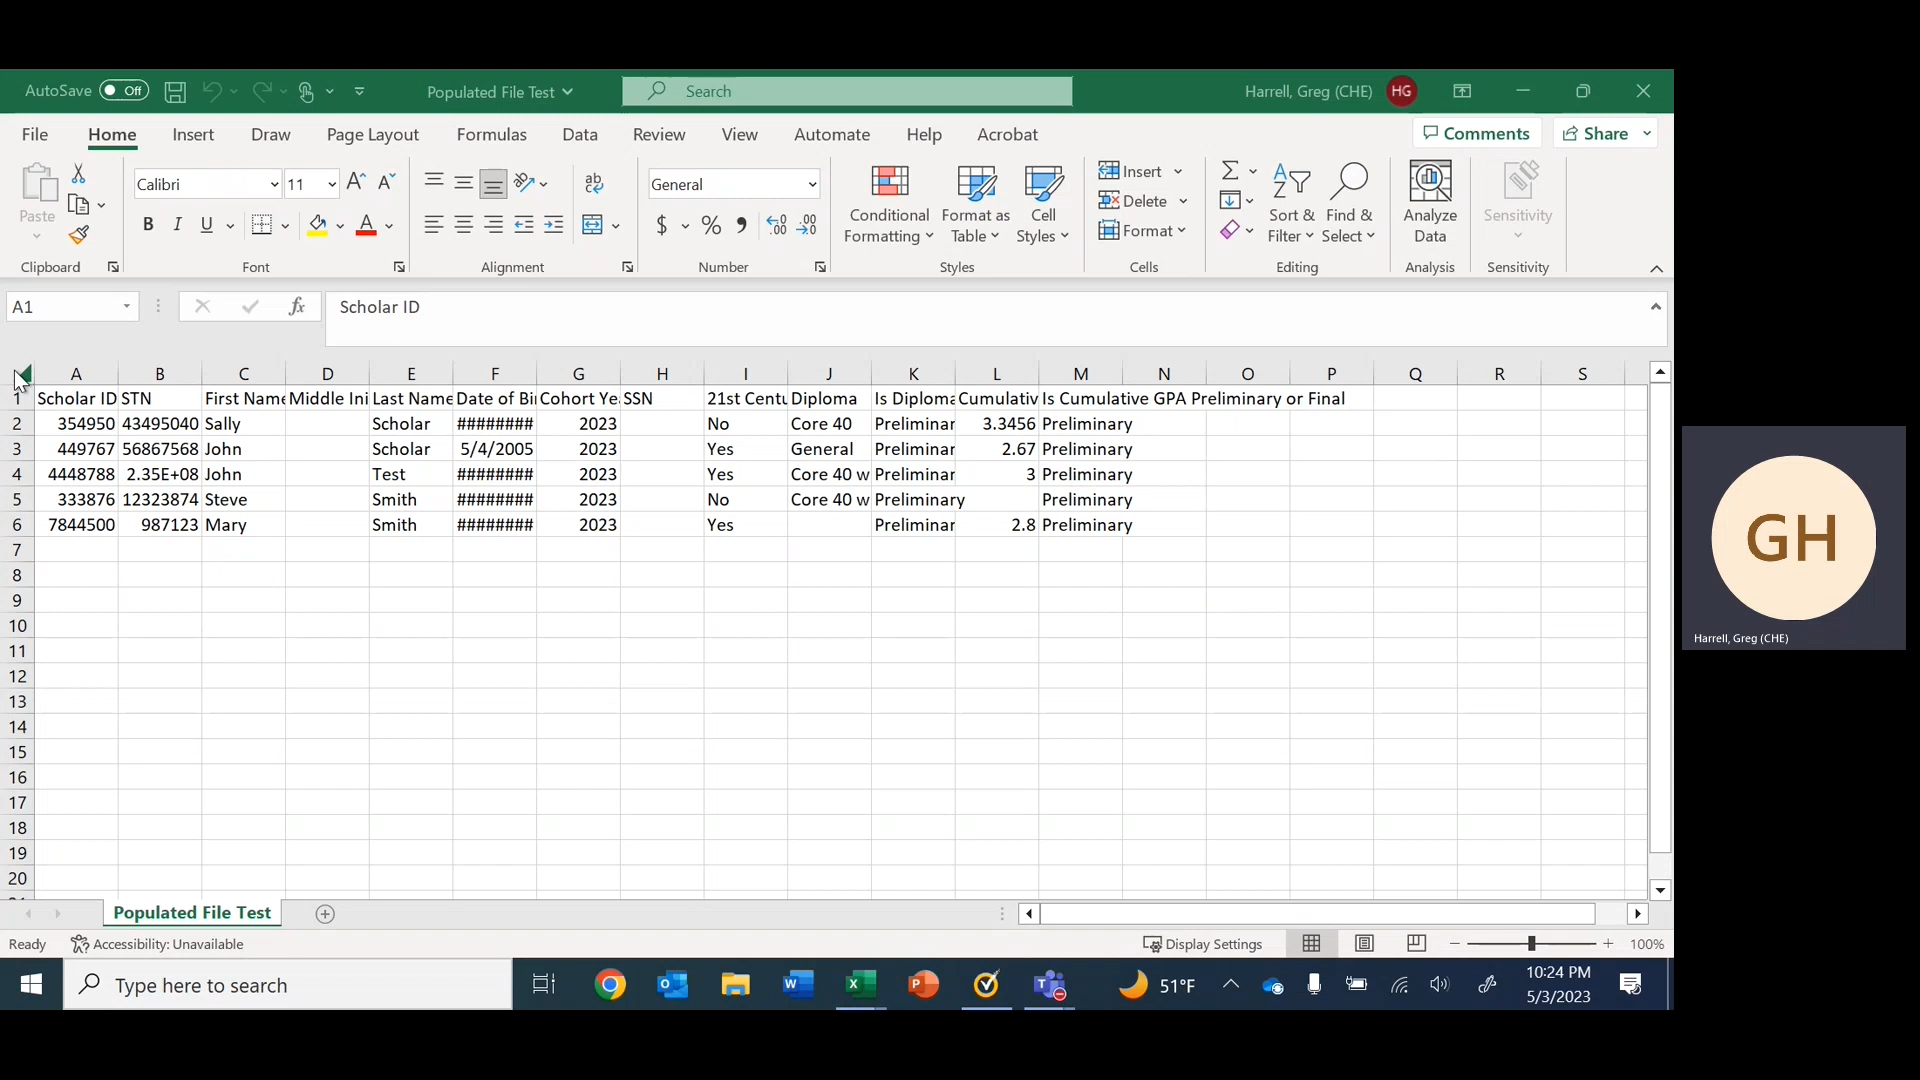 AutoSave Off Populated File Test Search Harrell, Greg (CHE) HG
File Home Insert Draw Page Layout Formulas Data Review View Automate Help Acrobat Comments Share
Paste
Calibri 11
B I U
ab
General
$ % 9
Conditional Formatting
Format as Table
Cell Styles
Insert
Delete
Format
Sort & Filter
Find & Select
Analyze Data
Sensitivity
Clipboard Font Alignment Number Styles Cells Editing Analysis Sensitivity
A1 fx Scholar ID
A B C D E F G H I J K L M N O P Q R S
1 Scholar ID STN First Name Middle Ini Last Name Date of Bi Cohort Ye SSN 21st Centu Diploma Is Diploma Cumulativ Is Cumulative GPA Preliminary or Final
2 354950 43495040 Sally Scholar ######## 2023 No Core 40 Preliminar 3.3456 Preliminary
3 449767 56867568 John Scholar 5/4/2005 2023 Yes General Preliminar 2.67 Preliminary
4 4448788 2.35E+08 John Test ######## 2023 Yes Core 40 w Preliminar 3 Preliminary
5 333876 12323874 Steve Smith ######## 2023 No Core 40 w Preliminary Preliminary
6 7844500 987123 Mary Smith ######## 2023 Yes Preliminar 2.8 Preliminary
7
8
9
10
11
12
13
14
15
16
17
18
19
20
GH
Harrell, Greg (CHE)
Populated File Test
Ready Accessibility: Unavailable Display Settings 100%
Type here to search 51°F 10:24 PM
5/3/2023